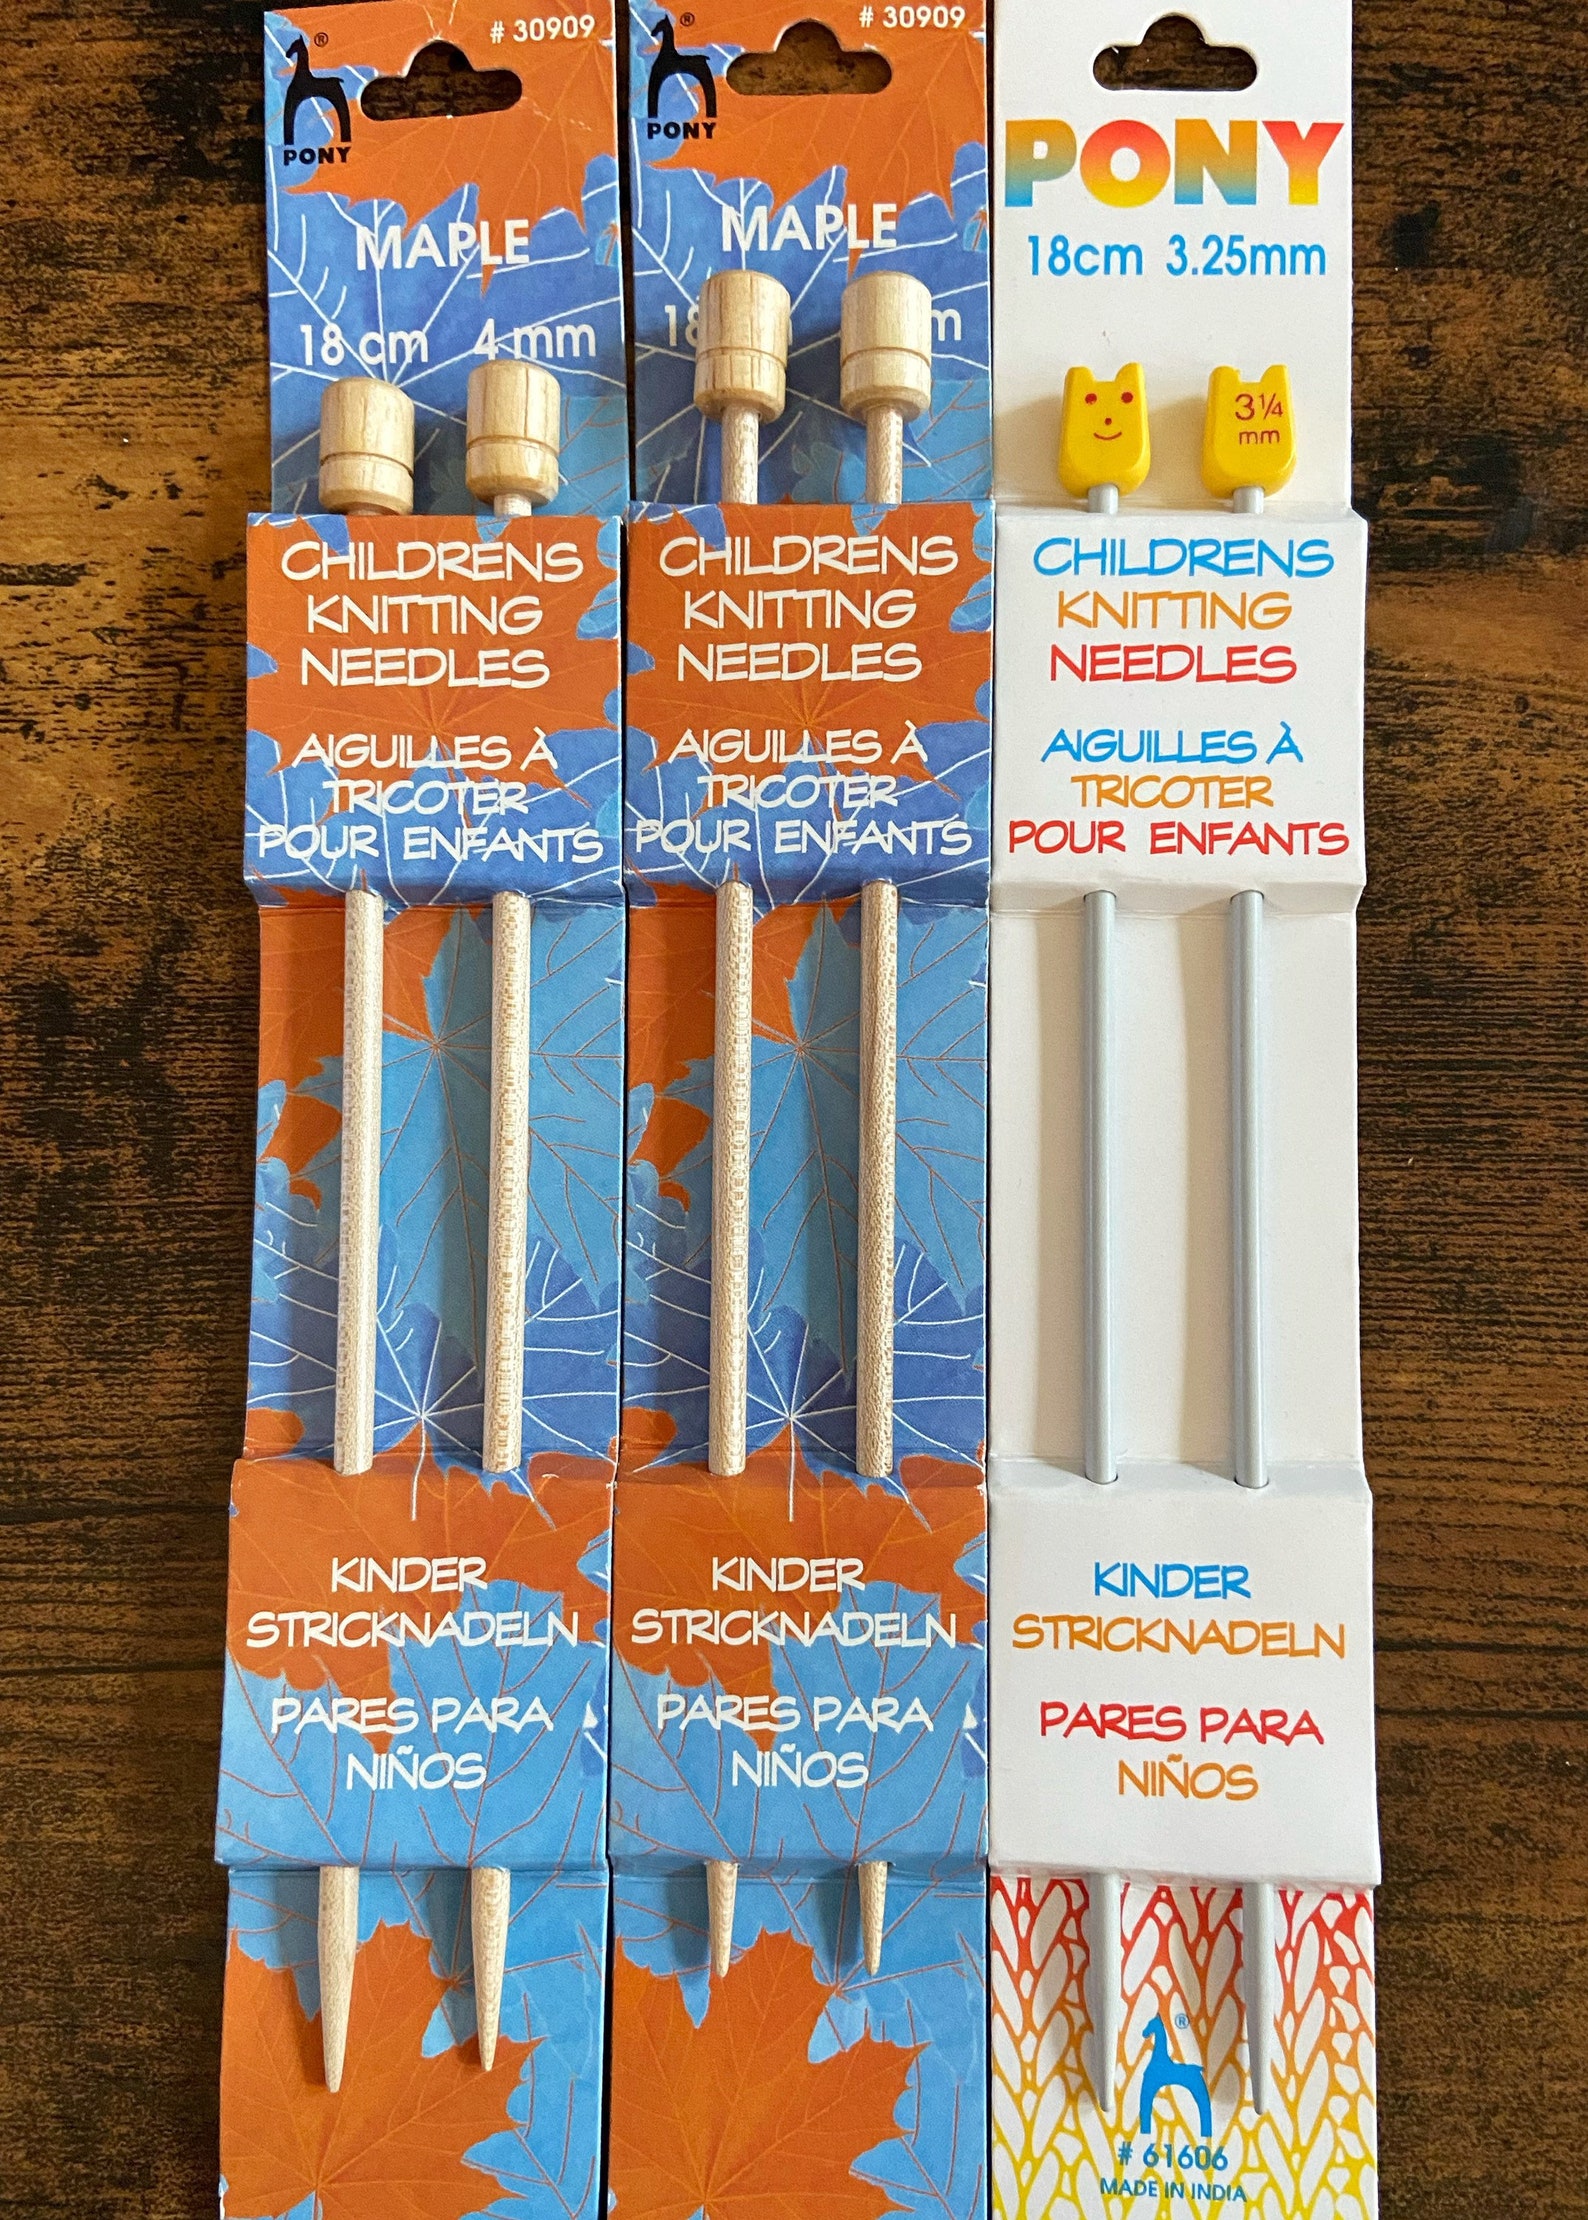 # 30909
®
PONY
MAPLE
18 cm 4 mm
CHILDRENS
KNITTING
NEEDLES
AIGUILLES À
TRICOTER
POUR ENFANTS
KINDER
STRICKNADELN
PARES PARA
NIÑOS
# 30909
®
PONY
MAPLE
18 m
CHILDRENS
KNITTING
NEEDLES
AIGUILLES À
TRICOTER
POUR ENFANTS
KINDER
STRICKNADELN
PARES PARA
NIÑOS
PONY
18cm 3.25mm
3¼
mm
CHILDRENS
KNITTING
NEEDLES
AIGUILLES À
TRICOTER
POUR ENFANTS
KINDER
STRICKNADELN
PARES PARA
NIÑOS
®
# 61606
MADE IN INDIA